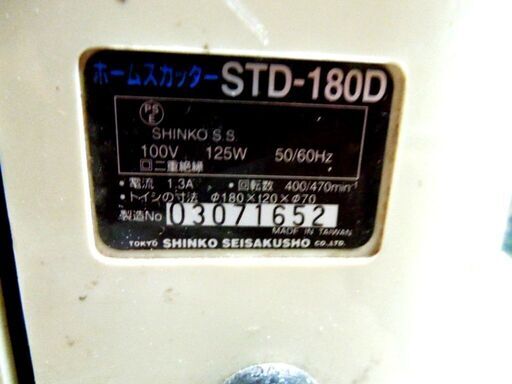 ホームスカッター STD-180D
PS E
SHINKO S.S.
100V 125W 50/60Hz
回二重絶縁
・電流 1.3A ・回転数 400/470min⁻¹
・トイシの寸法 Φ180×120×Φ70
製造No 03071652
MADE IN TAIWAN
TOKYO SHINKO SEISAKUSHO CO.,LTD.